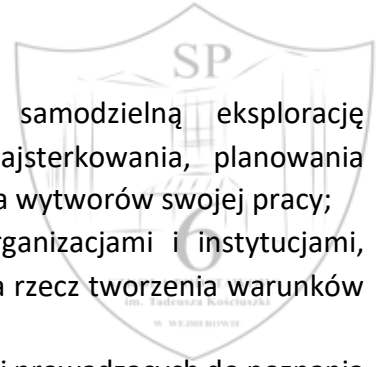 SP
samodzielną eksplorację
ajsterkowania, planowania
a wytworów swojej pracy;
6
rganizacjami i instytucjami,
a rzecz tworzenia warunków
im. Tadeusza Kościuszki
W WEJHEROWIE
i prowadzących do poznania